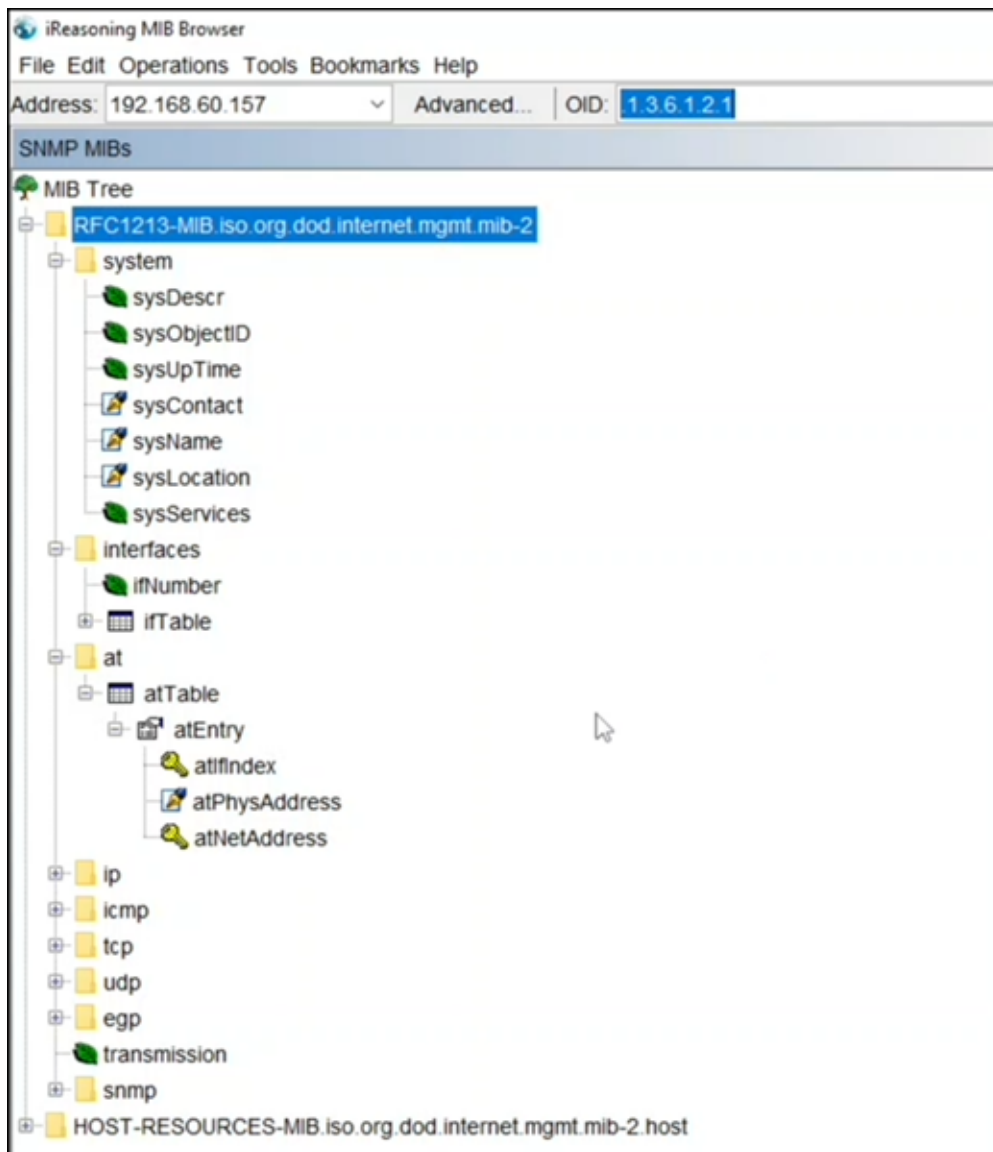 iReasoning MIB Browser
File Edit Operations Tools Bookmarks Help
Address: 192.168.60.157 Advanced... OID: .1.3.6.1.2.1
SNMP MIBs
MIB Tree
RFC1213-MIB.iso.org.dod.internet.mgmt.mib-2
system
sysDescr
sysObjectID
sysUpTime
sysContact
sysName
sysLocation
sysServices
interfaces
ifNumber
ifTable
at
atTable
atEntry
atIfIndex
atPhysAddress
atNetAddress
ip
icmp
tcp
udp
egp
transmission
snmp
HOST-RESOURCES-MIB.iso.org.dod.internet.mgmt.mib-2.host